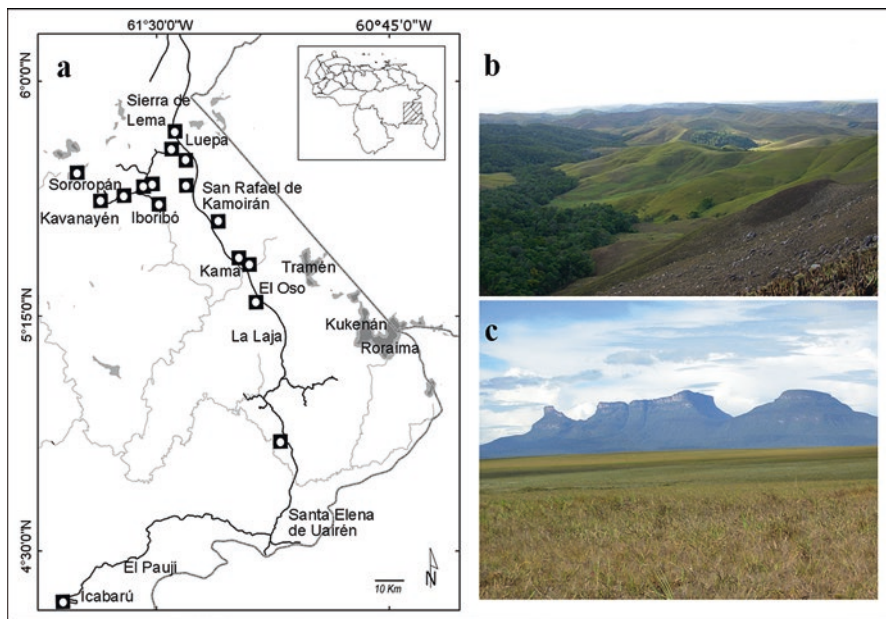 61°30'0"W
60°45'0"W
a
6°0'0"N
Sierra de
Lema
Luepa
Sororopán
San Rafael de
Kamoirán
Kavanayén
Iboribó
Kama
Tramén
El Oso
5°15'0"N
Kukenán
La Laja
Roraima
Santa Elena
de Uairén
4°30'0"N
El Pauji
Icabarú
10 Km
N
b
c